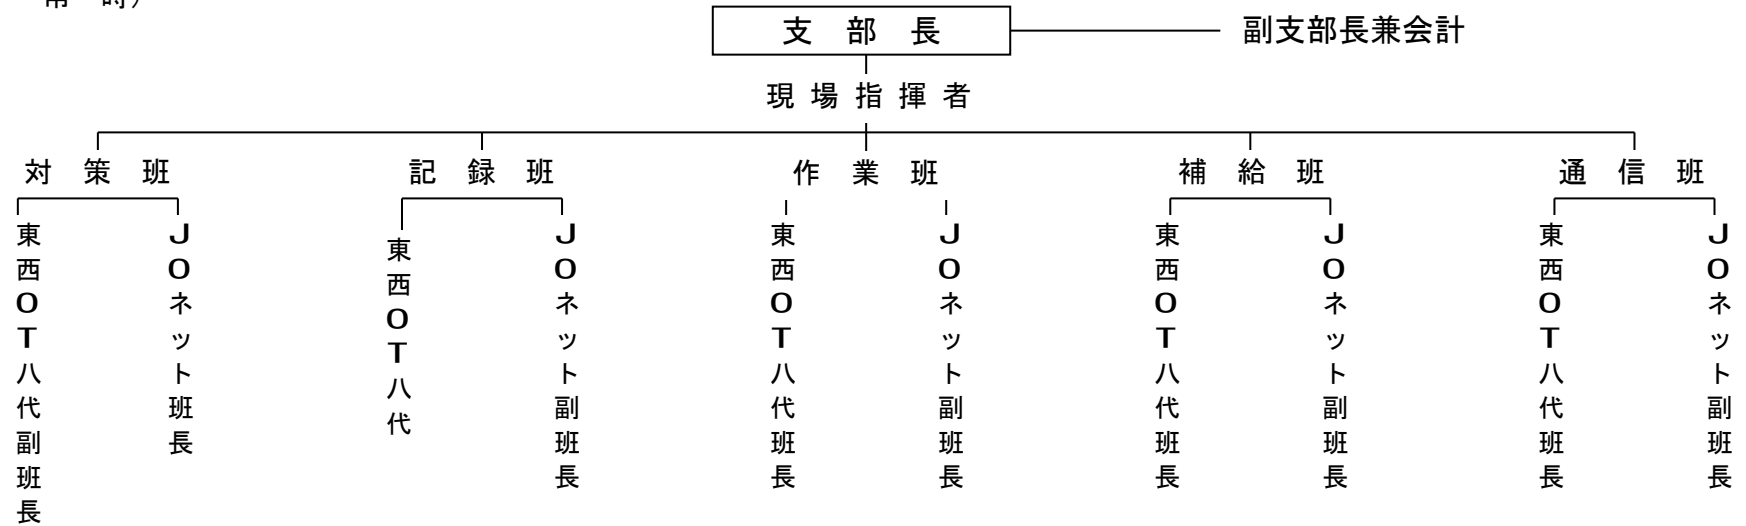 支部長
副支部長兼会計
現場指揮者
対策班
記録班
作業班
補給班
通信班
東西OT八代副班長
JOネット班長
東西OT八代
JOネット副班長
東西OT八代班長
JOネット副班長
東西OT八代班長
JOネット副班長
東西OT八代班長
JOネット副班長